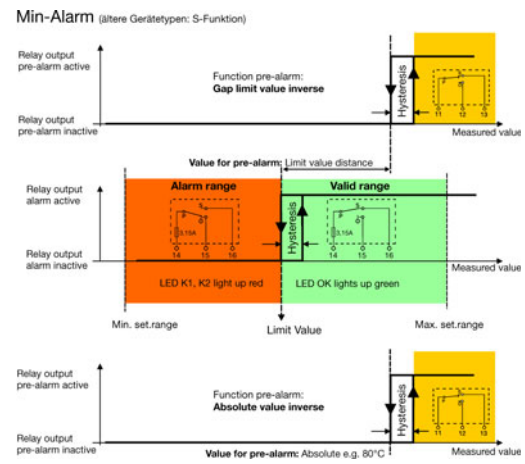 Min-Alarm (ältere Gerätetypen: S-Funktion)
Relay output
pre-alarm active
Function pre-alarm:
Gap limit value inverse
Hysteresis
11 12 13
Relay output
pre-alarm inactive
Measured value
Value for pre-alarm: Limit value distance
Relay output
alarm active
Alarm range
Valid range
3,15A
14 15 16
Hysteresis
3,15A
14 15 16
Relay output
alarm inactive
Measured value
LED K1, K2 light up red
LED OK lights up green
Min. set.range
Limit Value
Max. set.range
Relay output
pre-alarm active
Function pre-alarm:
Absolute value inverse
Hysteresis
11 12 13
Relay output
pre-alarm inactive
Measured value
Value for pre-alarm: Absolute e.g. 80°C